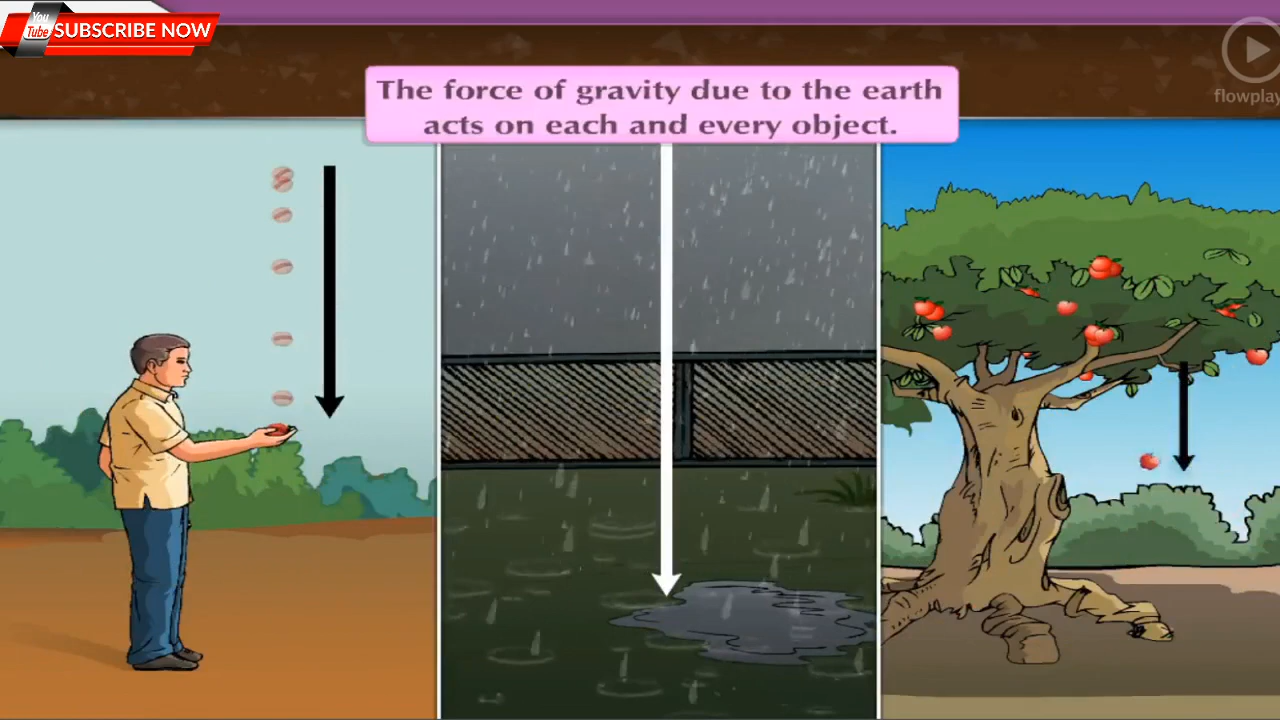 You
Tube
SUBSCRIBE NOW
The force of gravity due to the earth
acts on each and every object.
flowplay